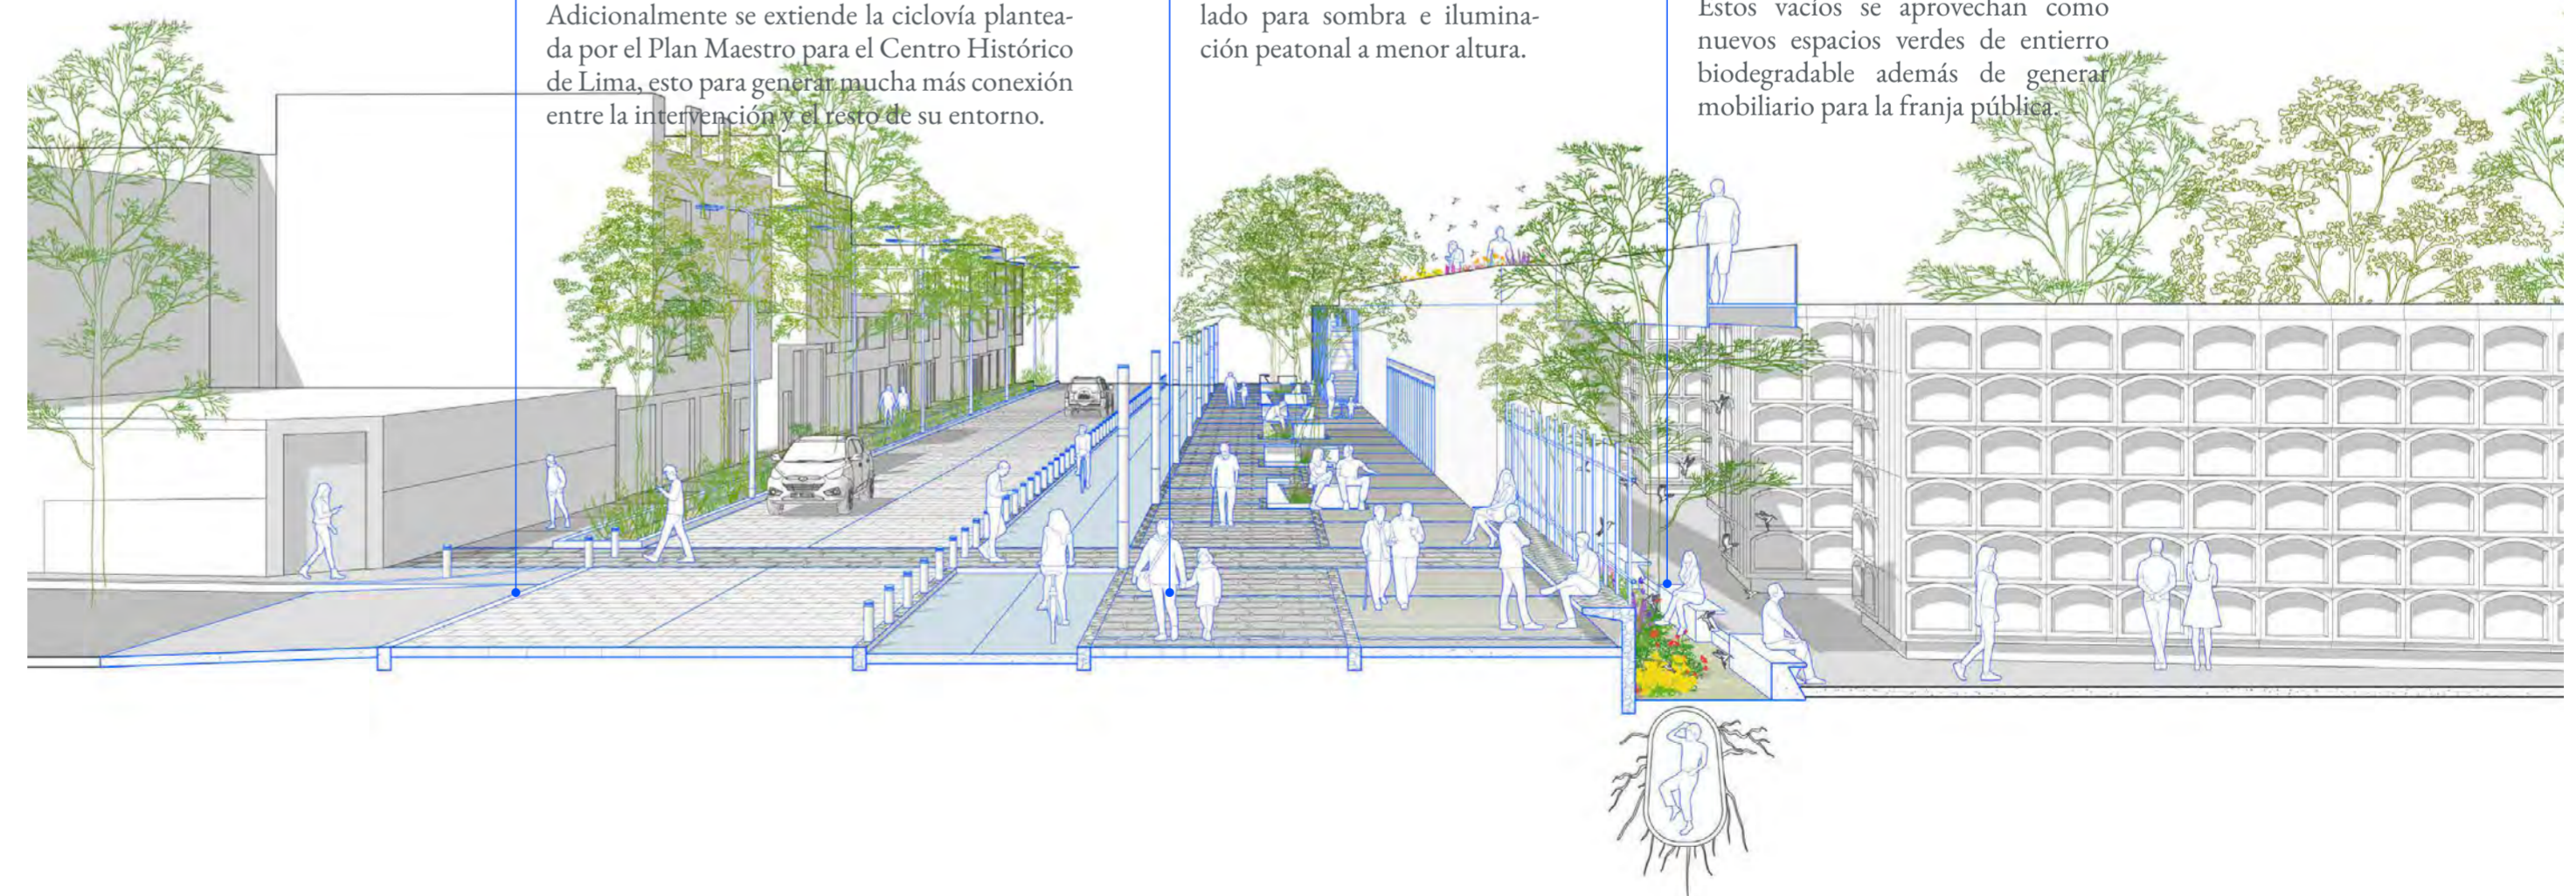 Adicionalmente se extiende la ciclovía plantea-
da por el Plan Maestro para el Centro Histórico
de Lima, esto para generar mucha más conexión
entre la intervención y el resto de su entorno.
lado para sombra e ilumina-
ción peatonal a menor altura.
Estos vacíos se aprovechan como
nuevos espacios verdes de entierro
biodegradable además de generar
mobiliario para la franja pública.